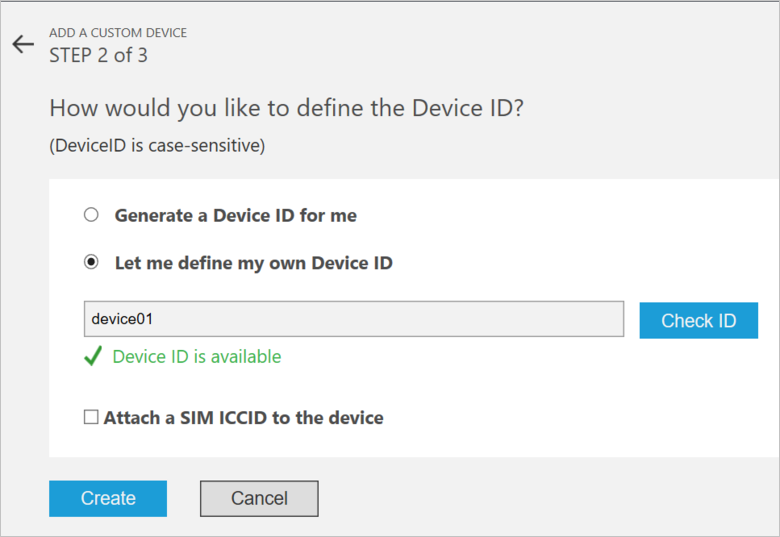 ADD A CUSTOM DEVICE
STEP 2 of 3
How would you like to define the Device ID?
(DeviceID is case-sensitive)
Generate a Device ID for me
Let me define my own Device ID
device01
Check ID
Device ID is available
Attach a SIM ICCID to the device
Create
Cancel